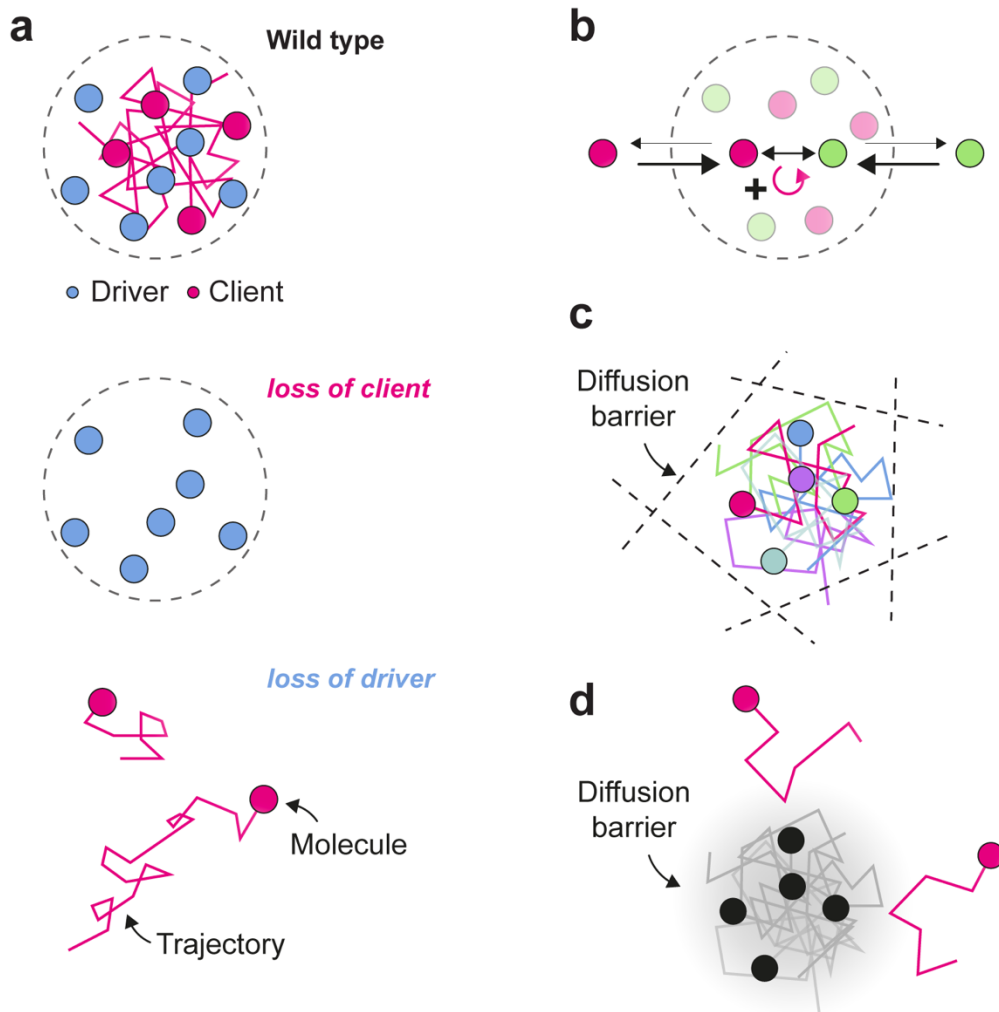 a
Wild type
Driver Client
loss of client
loss of driver
Molecule
Trajectory
b
+
c
Diffusion
barrier
d
Diffusion
barrier